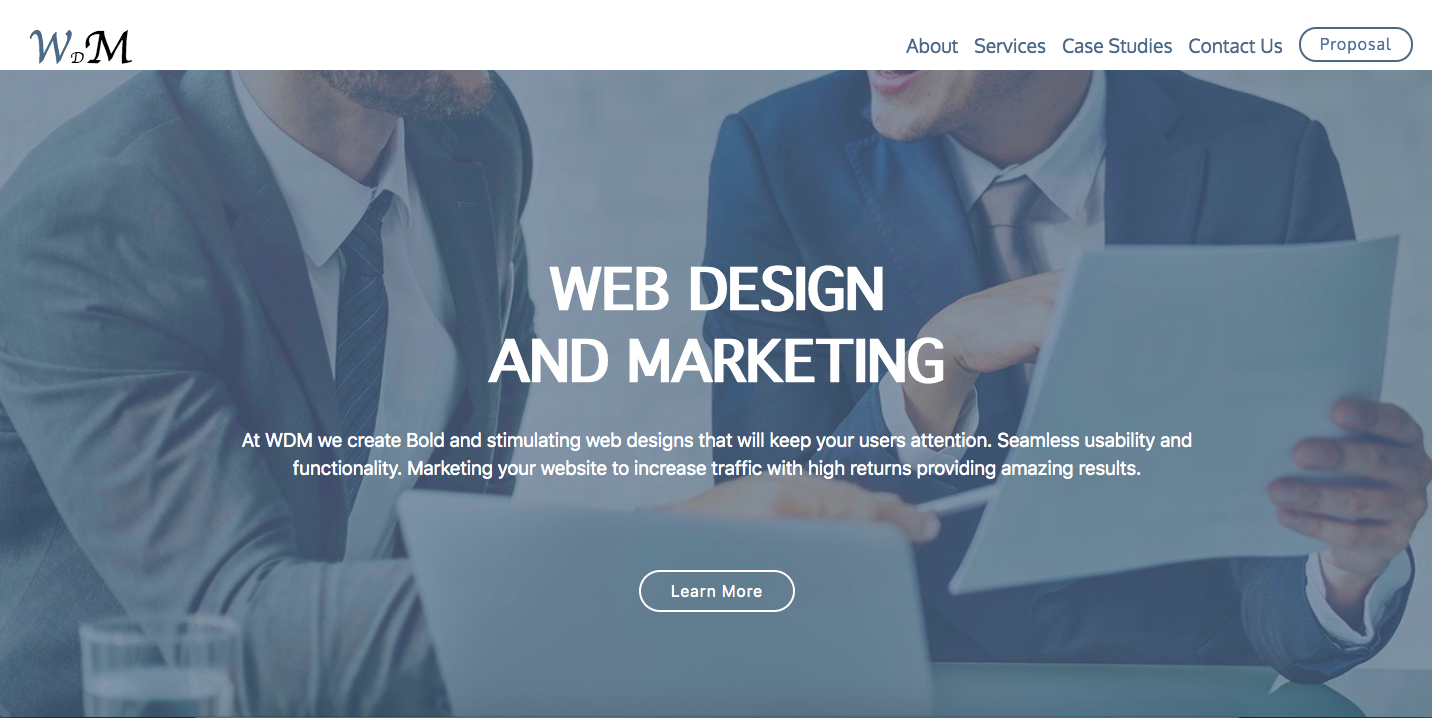 WDM
About Services Case Studies Contact Us Proposal
WEB DESIGN
AND MARKETING
At WDM we create Bold and stimulating web designs that will keep your users attention. Seamless usability and
functionality. Marketing your website to increase traffic with high returns providing amazing results.
Learn More